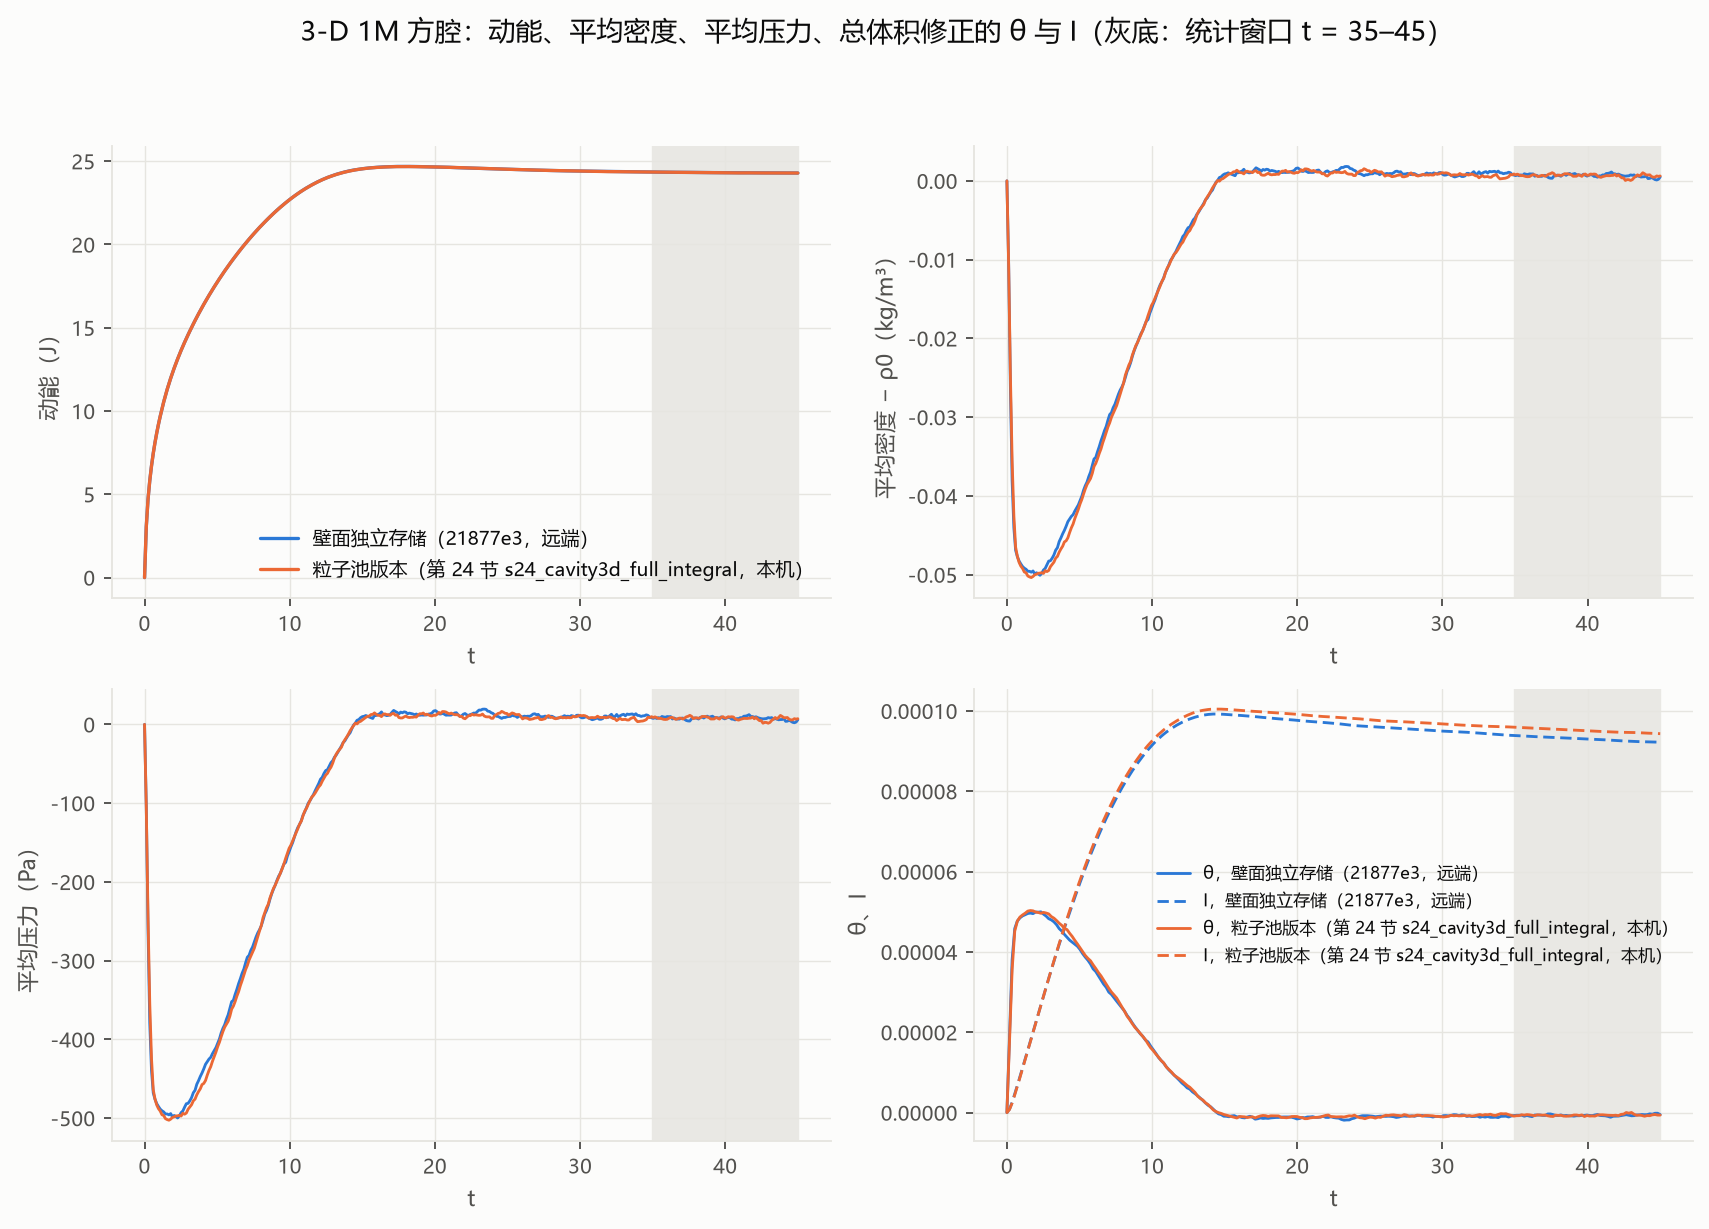 3-D 1M 方腔：动能、平均密度、平均压力、总体积修正的 θ 与 I（灰底：统计窗口 t = 35–45）
动能（J）
25
20
15
10
5
0
壁面独立存储（21877e3，远端）
粒子池版本（第 24 节 s24_cavity3d_full_integral，本机）
0 10 20 30 40
t
平均密度 − ρ0（kg/m³）
0.00
-0.01
-0.02
-0.03
-0.04
-0.05
0 10 20 30 40
t
平均压力（Pa）
0
-100
-200
-300
-400
-500
0 10 20 30 40
t
θ、I
0.00010
0.00008
0.00006
0.00004
0.00002
0.00000
θ，壁面独立存储（21877e3，远端）
I，壁面独立存储（21877e3，远端）
θ，粒子池版本（第 24 节 s24_cavity3d_full_integral，本机）
I，粒子池版本（第 24 节 s24_cavity3d_full_integral，本机）
0 10 20 30 40
t